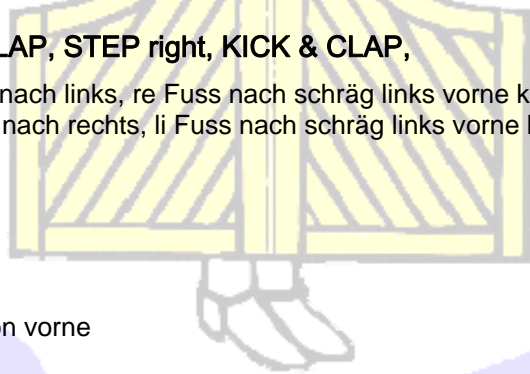 LAP, STEP right, KICK & CLAP,
nach links, re Fuss nach schräg links vorne k
nach rechts, li Fuss nach schräg links vorne
n vorne